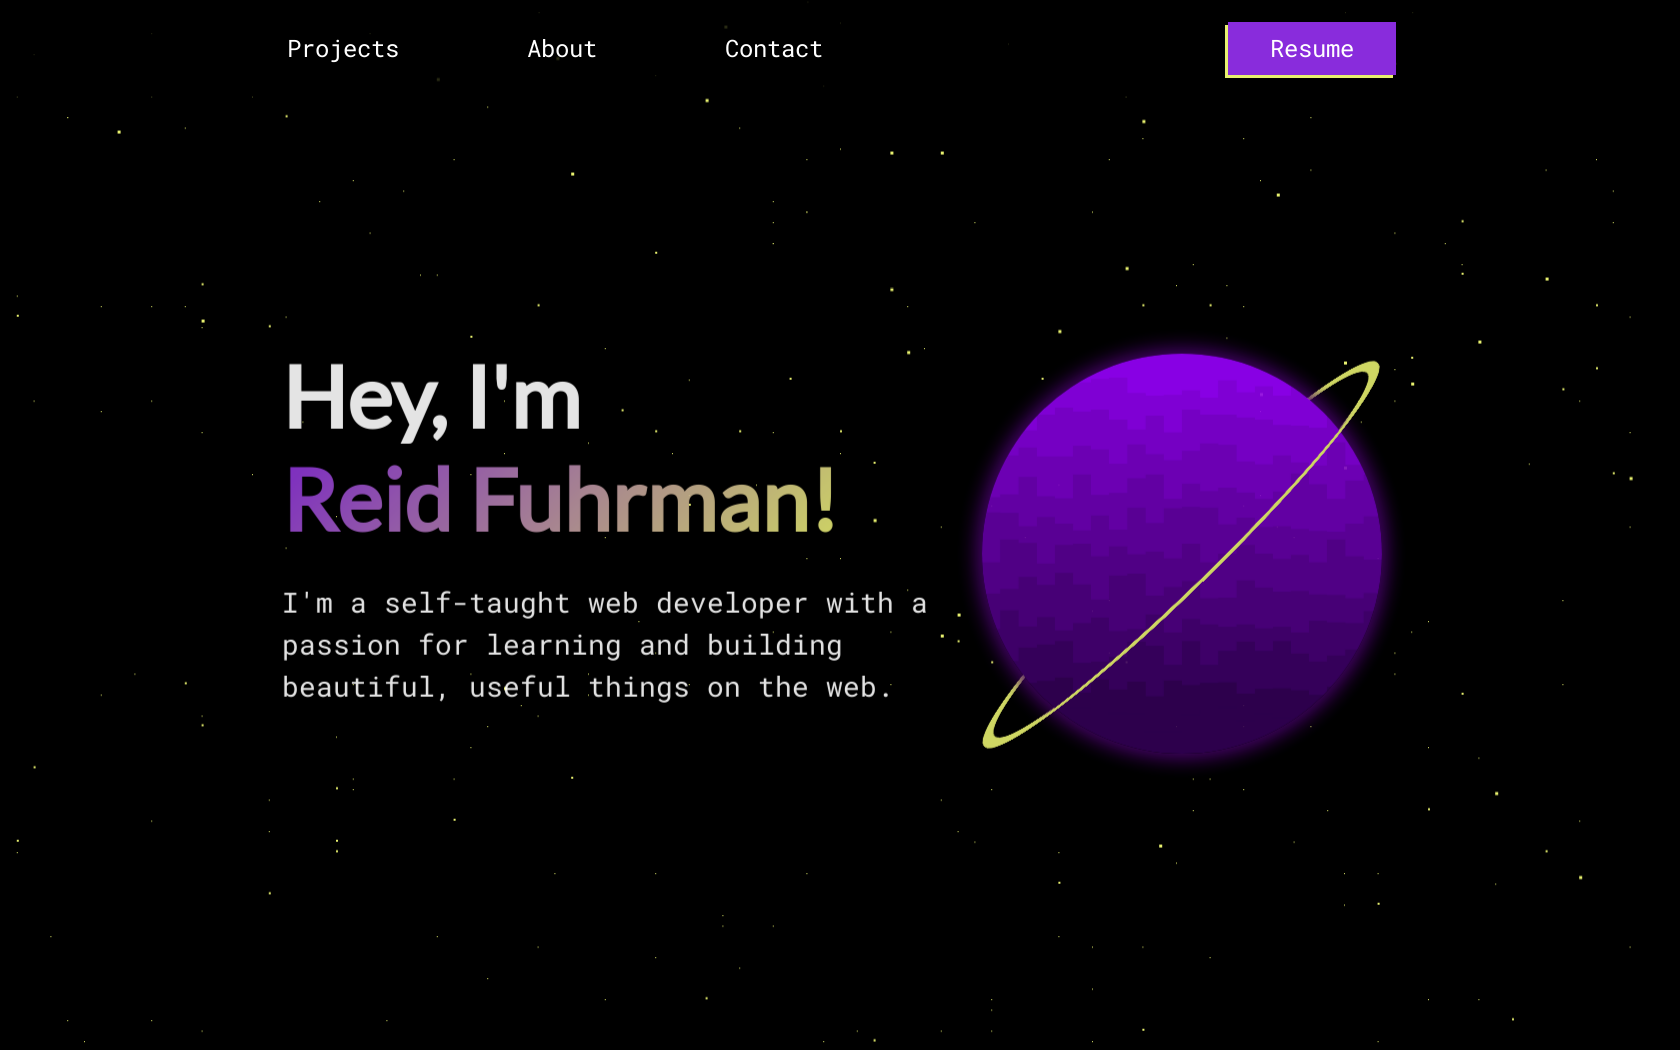 Projects About Contact Resume
Hey, I'm
Reid Fuhrman!
I'm a self-taught web developer with a
passion for learning and building
beautiful, useful things on the web.